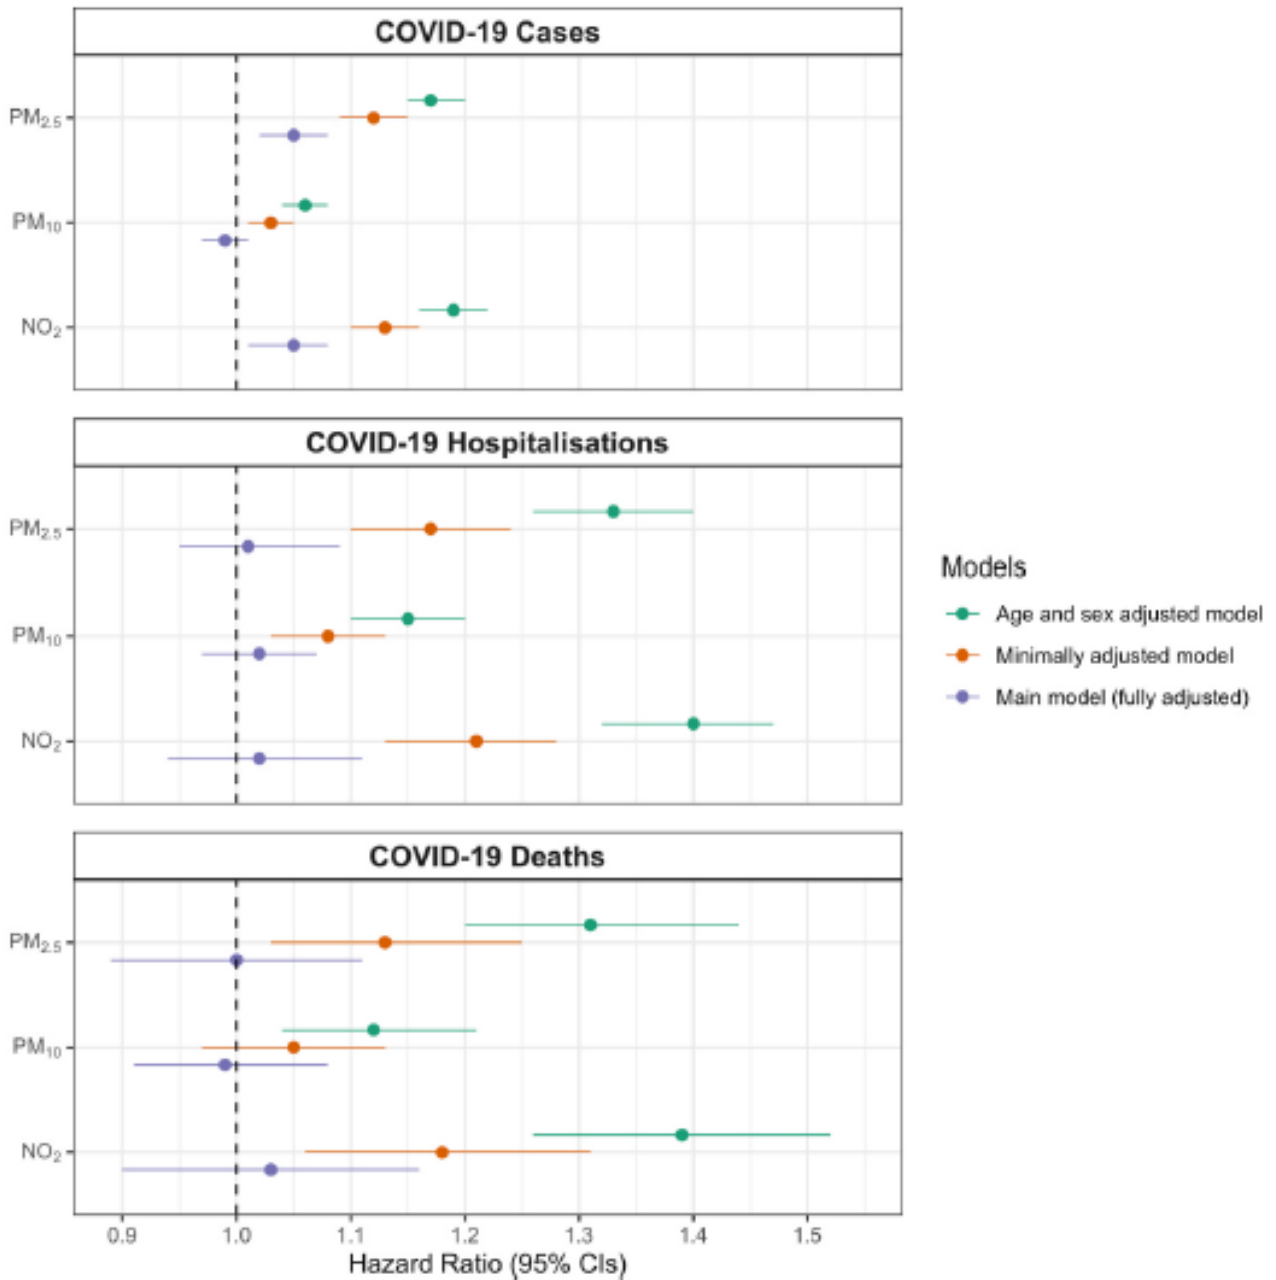 COVID-19 Cases
PM₂.₅
PM₁₀
NO₂
COVID-19 Hospitalisations
PM₂.₅
PM₁₀
NO₂
Models
Age and sex adjusted model
Minimally adjusted model
Main model (fully adjusted)
COVID-19 Deaths
PM₂.₅
PM₁₀
NO₂
0.9 1.0 1.1 1.2 1.3 1.4 1.5
Hazard Ratio (95% CIs)